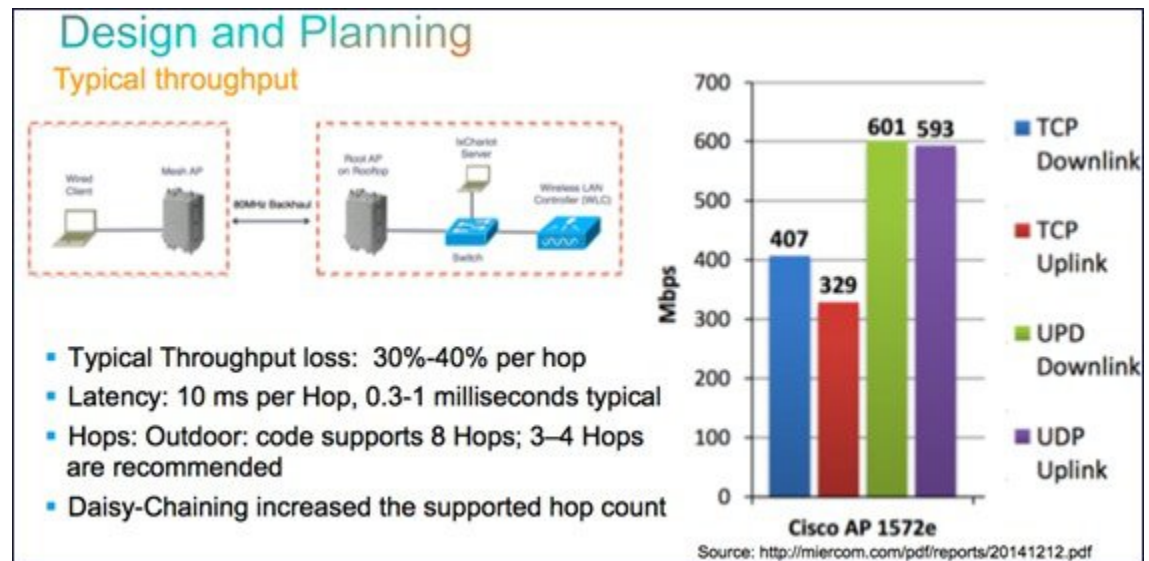 Design and Planning
Typical throughput
Wired
Client
Mesh AP
80MHz Backhaul
Root AP
on Rooftop
IxChariot
Server
Switch
Wireless LAN
Controller (WLC)
Typical Throughput loss: 30%-40% per hop
Latency: 10 ms per Hop, 0.3-1 milliseconds typical
Hops: Outdoor: code supports 8 Hops; 3–4 Hops
are recommended
Daisy-Chaining increased the supported hop count
Mbps
700
600
500
400
300
200
100
0
407
329
601
593
Cisco AP 1572e
TCP
Downlink
TCP
Uplink
UPD
Downlink
UDP
Uplink
Source: http://miercom.com/pdf/reports/20141212.pdf